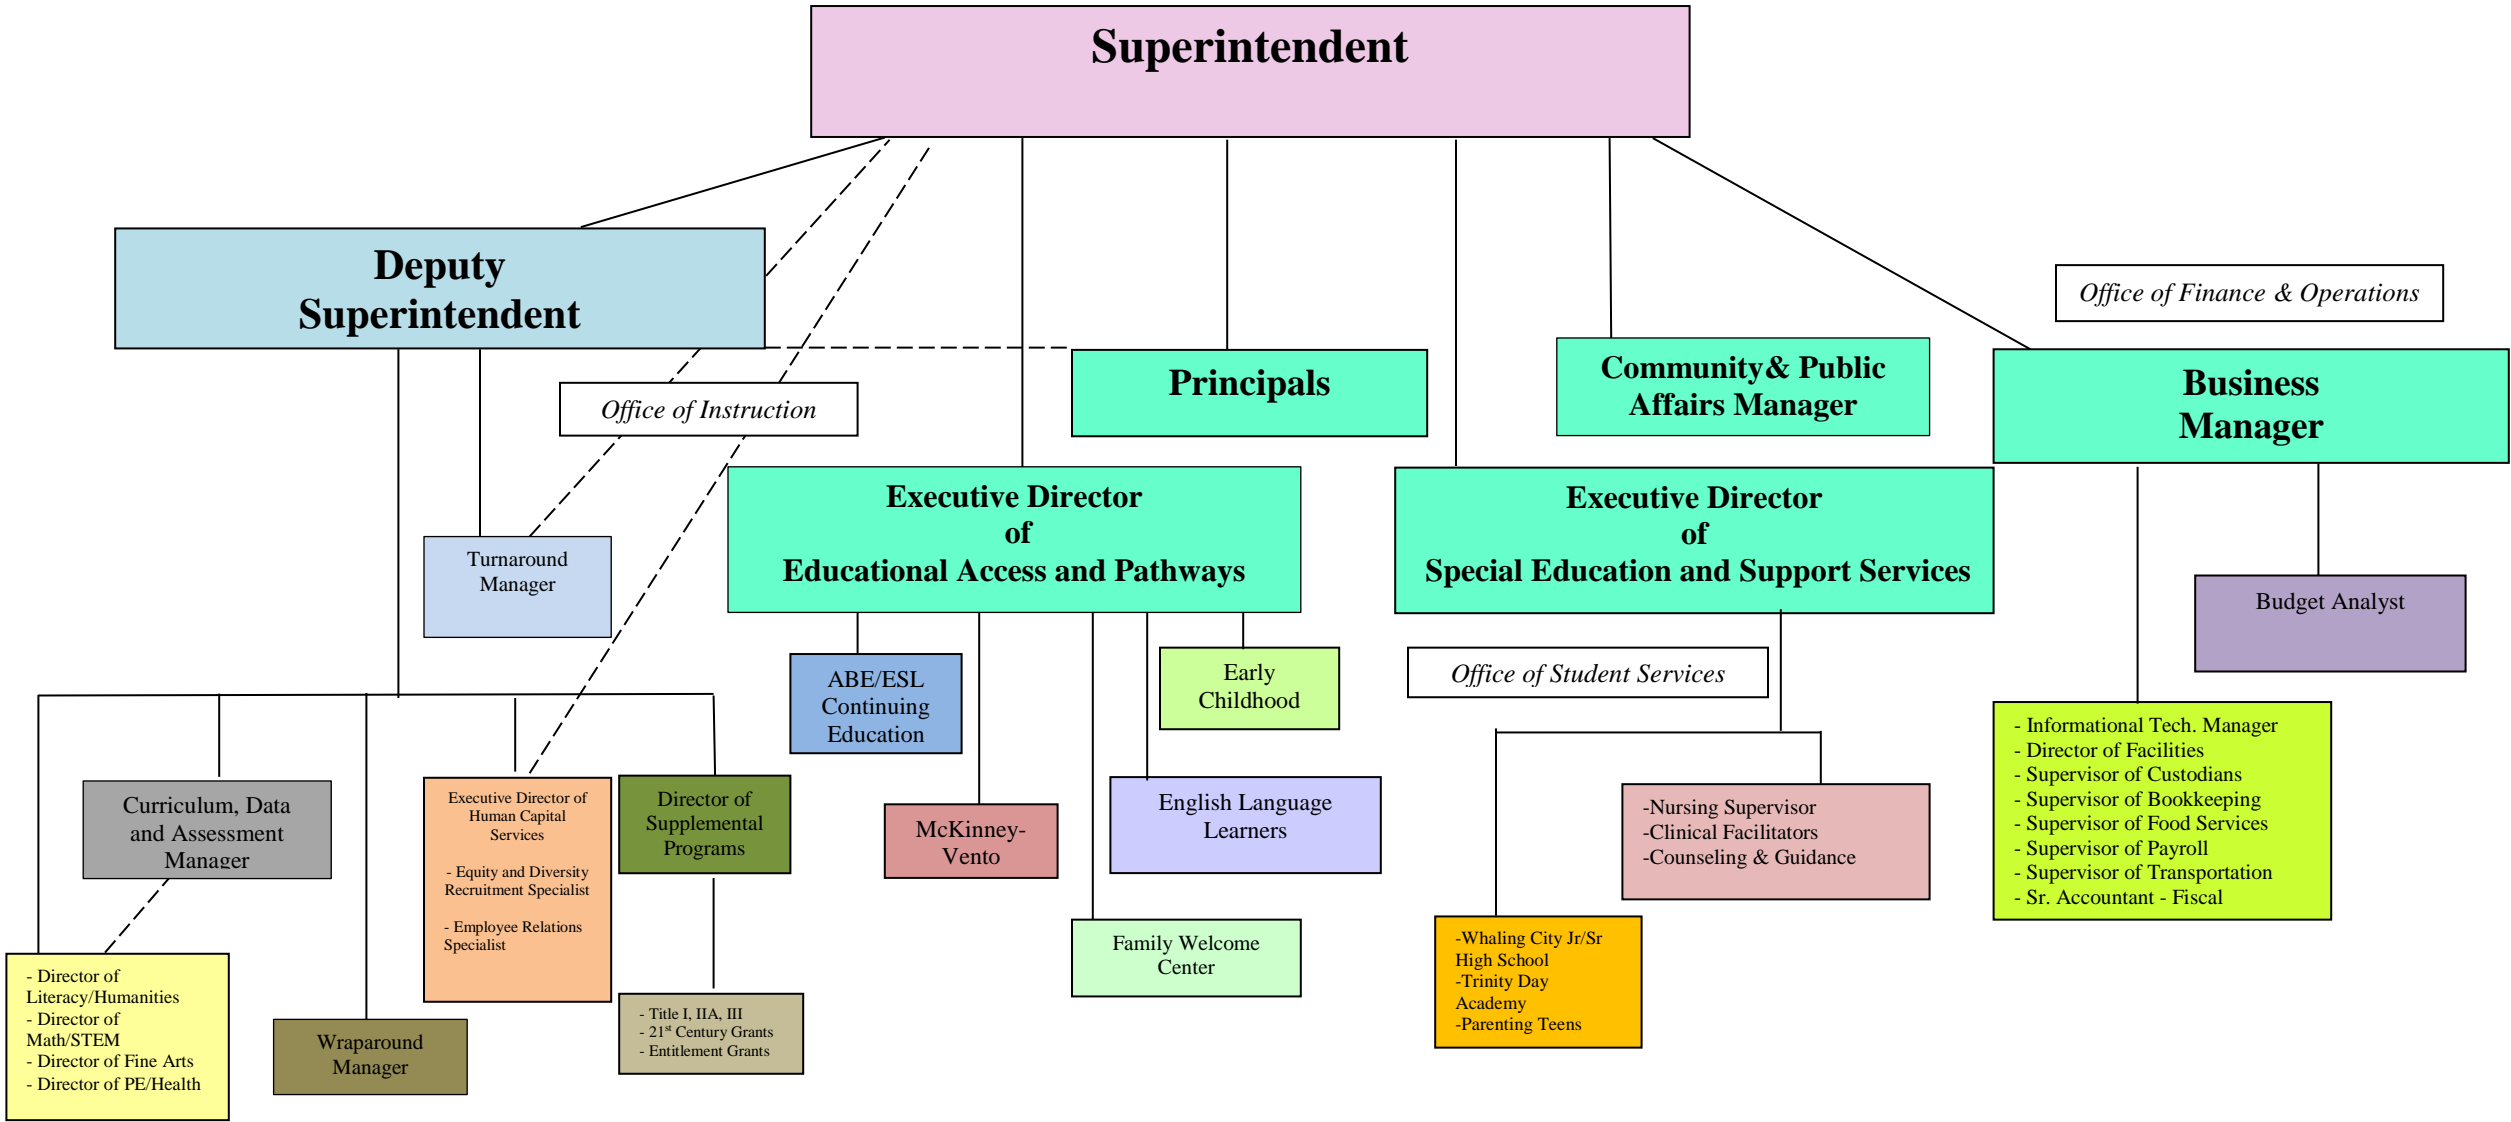 Superintendent
Deputy
Superintendent
Office of Finance & Operations
Office of Instruction
Principals
Community& Public
Affairs Manager
Business
Manager
Turnaround
Manager
Executive Director
of
Educational Access and Pathways
Executive Director
of
Special Education and Support Services
Budget Analyst
ABE/ESL
Continuing
Education
Early
Childhood
Office of Student Services
Curriculum, Data
and Assessment
Manager
Executive Director of
Human Capital
Services
- Equity and Diversity
Recruitment Specialist
- Employee Relations
Specialist
Director of
Supplemental
Programs
McKinney-
Vento
English Language
Learners
-Nursing Supervisor
-Clinical Facilitators
-Counseling & Guidance
- Informational Tech. Manager
- Director of Facilities
- Supervisor of Custodians
- Supervisor of Bookkeeping
- Supervisor of Food Services
- Supervisor of Payroll
- Supervisor of Transportation
- Sr. Accountant - Fiscal
- Director of
Literacy/Humanities
- Director of
Math/STEM
- Director of Fine Arts
- Director of PE/Health
Wraparound
Manager
- Title I, IIA, III
- 21st Century Grants
- Entitlement Grants
Family Welcome
Center
-Whaling City Jr/Sr
High School
-Trinity Day
Academy
-Parenting Teens